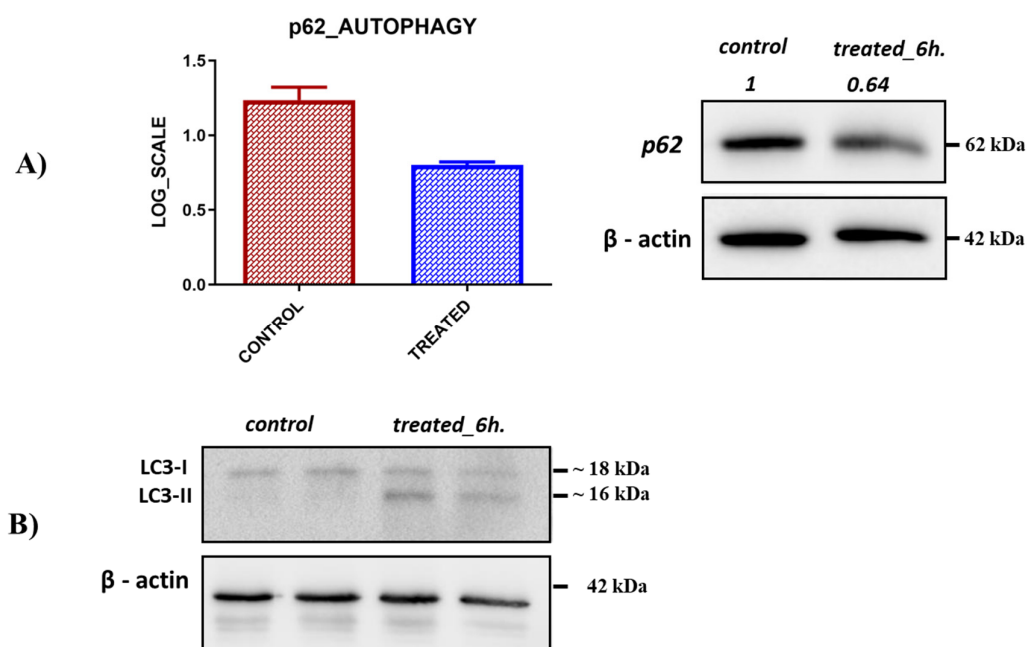 A)
p62_AUTOPHAGY
LOG_SCALE
1.5
1.0
0.5
0.0
CONTROL
TREATED
control treated_6h.
1 0.64
p62
62 kDa
β - actin
42 kDa
B)
control treated_6h.
LC3-I
~ 18 kDa
LC3-II
~ 16 kDa
β - actin
42 kDa